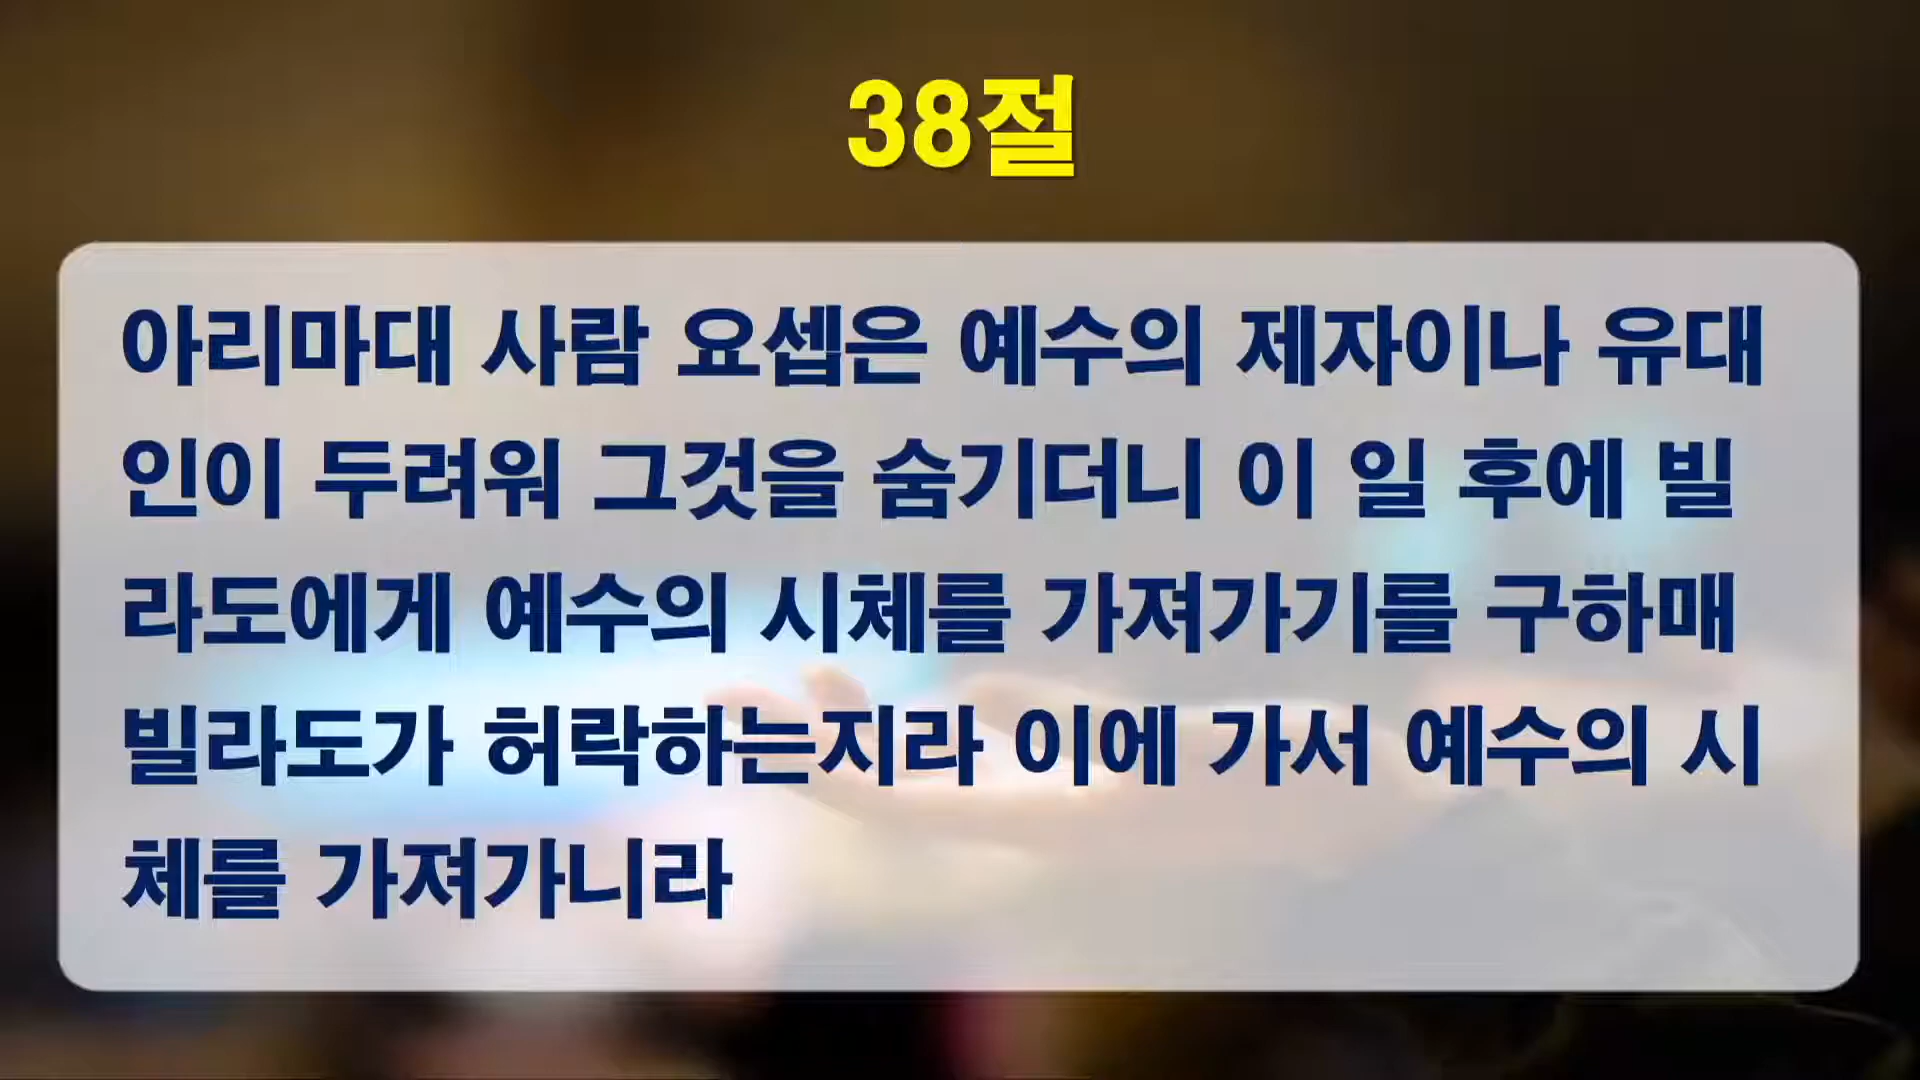 38절
아리마대 사람 요셉은 예수의 제자이나 유대
인이 두려워 그것을 숨기더니 이 일 후에 빌
라도에게 예수의 시체를 가져가기를 구하매
빌라도가 허락하는지라 이에 가서 예수의 시
체를 가져가니라